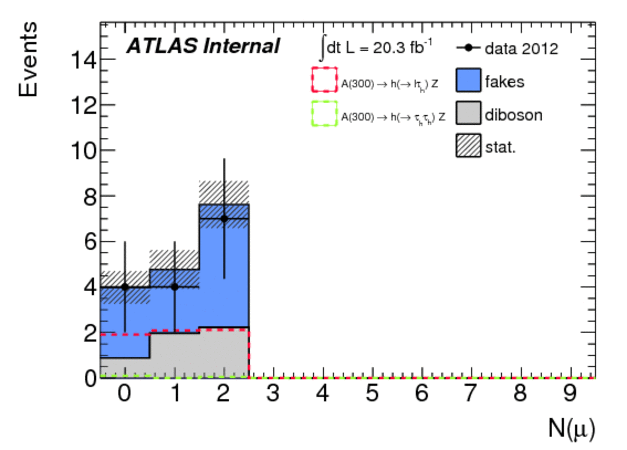 Events
ATLAS Internal
∫dt L = 20.3 fb⁻¹
data 2012
A(300) → h(→ lτₕ) Z
fakes
A(300) → h(→ τₕτₕ) Z
diboson
stat.
14
12
10
8
6
4
2
0
0 1 2 3 4 5 6 7 8 9
N(μ)